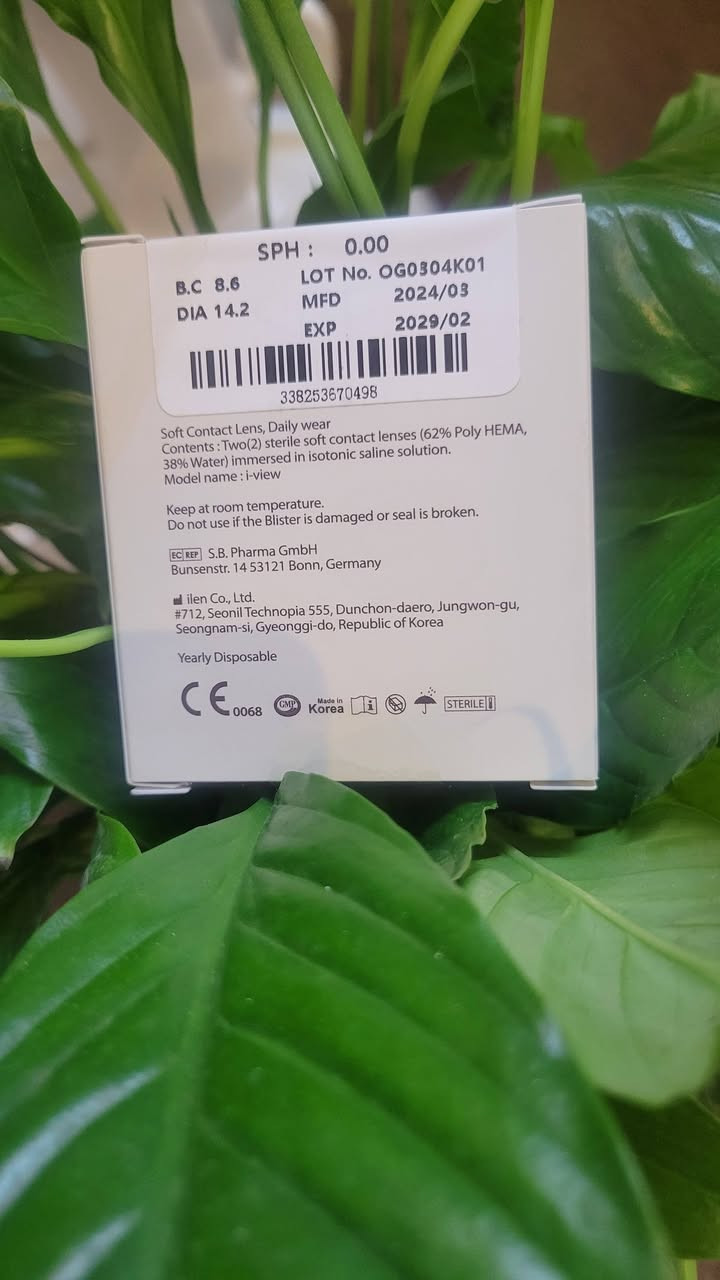 SPH : 0.00
B.C 8.6 LOT No. OG0304K01
DIA 14.2 MFD 2024/03
EXP 2029/02
338253670498
Soft Contact Lens, Daily wear
Contents : Two(2) sterile soft contact lenses (62% Poly HEMA,
38% Water) immersed in isotonic saline solution.
Model name : i-view
Keep at room temperature.
Do not use if the Blister is damaged or seal is broken.
EC REP S.B. Pharma GmbH
Bunsenstr. 14 53121 Bonn, Germany
ilen Co., Ltd.
#712, Seonil Technopia 555, Dunchon-daero, Jungwon-gu,
Seongnam-si, Gyeonggi-do, Republic of Korea
Yearly Disposable
CE 0068 GMP Made in Korea i STERILE